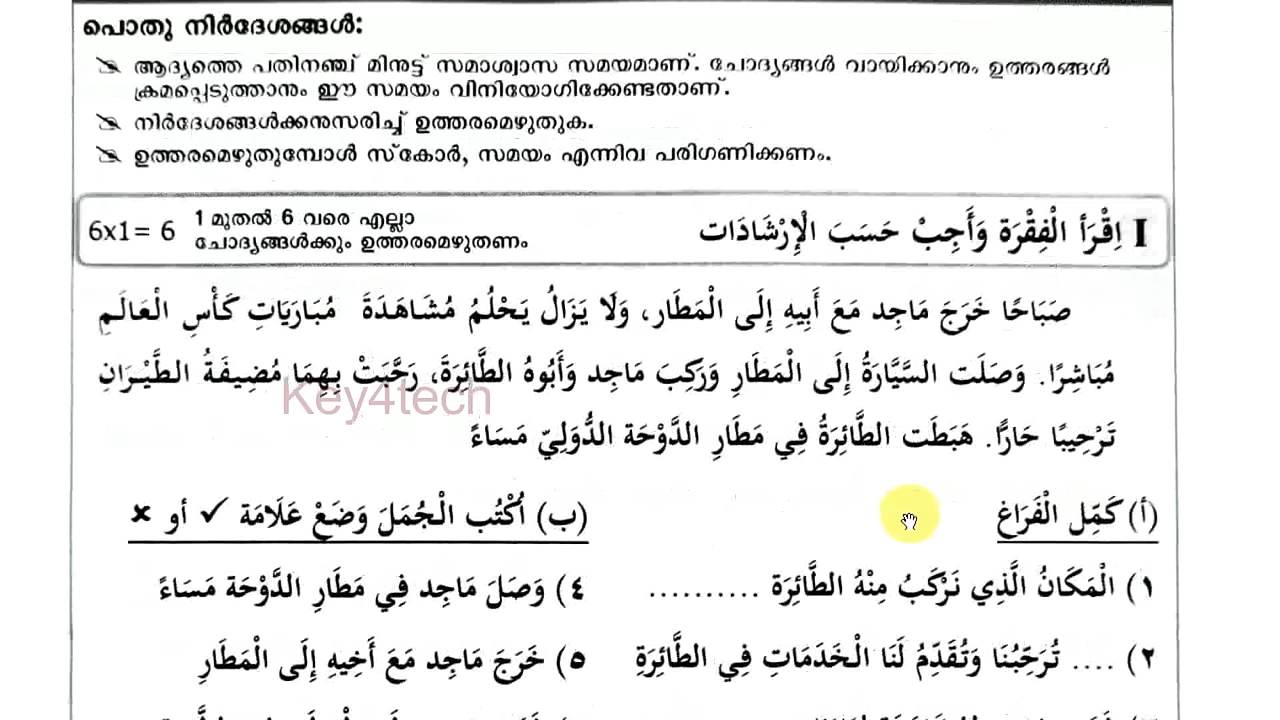 പൊതു നിർദേശങ്ങൾ:
ആദ്യത്തെ പതിനഞ്ച് മിനുട്ട് സമാശ്വാസ സമയമാണ്. ചോദ്യങ്ങൾ വായിക്കാനും ഉത്തരങ്ങൾ
ക്രമപ്പെടുത്താനും ഈ സമയം വിനിയോഗിക്കേണ്ടതാണ്.
നിർദേശങ്ങൾക്കനുസരിച്ച് ഉത്തരമെഴുതുക.
ഉത്തരമെഴുതുമ്പോൾ സ്കോർ, സമയം എന്നിവ പരിഗണിക്കണം.
I اِقْرَأ الْفِقْرَة وَأَجِبْ حَسَبَ الْإِرْشَادَات
6x1= 6 1 മുതൽ 6 വരെ എല്ലാ
ചോദ്യങ്ങൾക്കും ഉത്തരമെഴുതണം
صَبَاحًا خَرَجَ مَاجِد مَعَ أَبِيهِ إِلَى الْمَطَار، وَلَا يَزَالُ يَحْلُمُ مُشَاهَدَةَ مُبَارَيَاتِ كَأْسِ الْعَالَمِ
مُبَاشِرًا. وَصَلَت السَّيَّارَةُ إِلَى الْمَطَارِ وَرَكِبَ مَاجِد وَأَبُوهُ الطَّائِرَةَ، رَحَّبَتْ بِهِمَا مُضِيفَةُ الطَّيْرَانِ
Key4tech
تَرْحِيبًا حَارًّا. هَبَطَت الطَّائِرَةُ فِي مَطَارِ الدَّوْحَة الدُّوَلِيّ مَسَاءً
(أ) كَمِّل الْفَرَاغ
(ب) اُكْتُب الْجُمَلَ وَضَعْ عَلَامَة ✓ أو ×
١) الْمَكَانُ الَّذِي نَرْكَبُ مِنْهُ الطَّائِرَة ..........
٤) وَصَلَ مَاجِد فِي مَطَارِ الدَّوْحَة مَسَاءً
٢) .... تُرَحِّبُنَا وَتُقَدِّمُ لَنَا الْخَدَمَاتِ فِي الطَّائِرَةِ
٥) خَرَجَ مَاجِد مَعَ أَخِيهِ إِلَى الْمَطَارِ